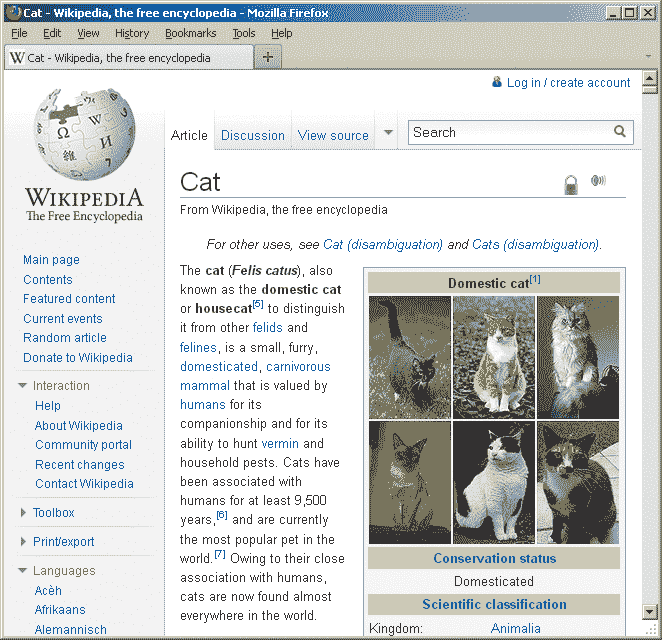 Cat - Wikipedia, the free encyclopedia - Mozilla Firefox
File Edit View History Bookmarks Tools Help
W Cat - Wikipedia, the free encyclopedia
Log in / create account
Article Discussion View source Search
Ω W И 維
WIKIPEDIA
The Free Encyclopedia
Main page
Contents
Featured content
Current events
Random article
Donate to Wikipedia
Interaction
Help
About Wikipedia
Community portal
Recent changes
Contact Wikipedia
Toolbox
Print/export
Languages
Acèh
Afrikaans
Alemannisch
Cat
From Wikipedia, the free encyclopedia
For other uses, see Cat (disambiguation) and Cats (disambiguation).
The cat (Felis catus), also
known as the domestic cat
or housecat[5] to distinguish
it from other felids and
felines, is a small, furry,
domesticated, carnivorous
mammal that is valued by
humans for its
companionship and for its
ability to hunt vermin and
household pests. Cats have
been associated with
humans for at least 9,500
years,[6] and are currently
the most popular pet in the
world.[7] Owing to their close
association with humans,
cats are now found almost
everywhere in the world.
Domestic cat[1]
Conservation status
Domesticated
Scientific classification
Kingdom: Animalia